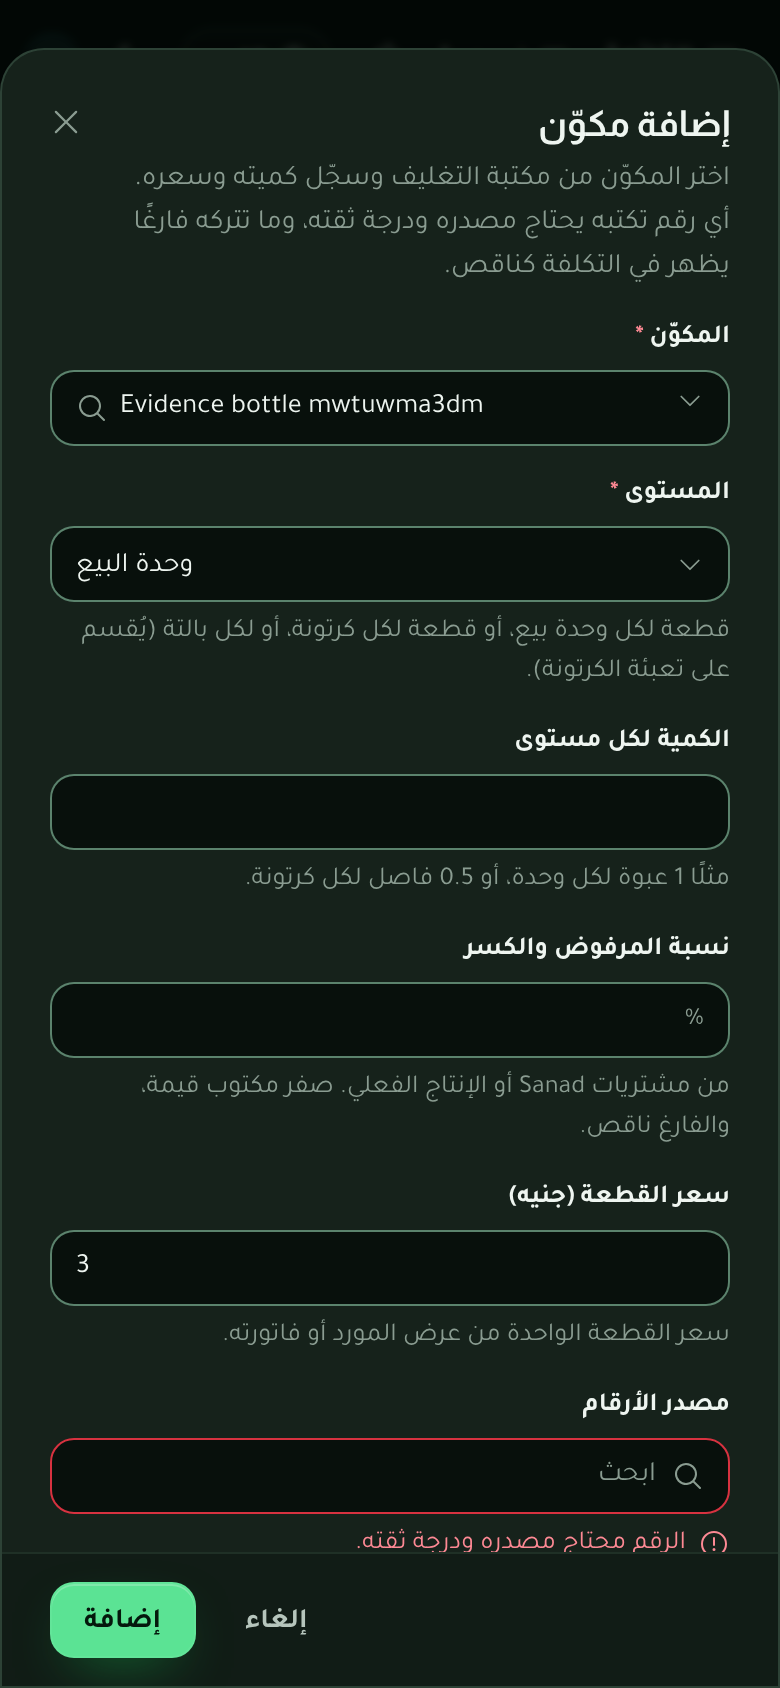 إضافة مكوّن
اختر المكوّن من مكتبة التغليف وسجّل كميته وسعره.
أي رقم تكتبه يحتاج مصدره ودرجة ثقته، وما تتركه فارغًا
يظهر في التكلفة كناقص.
المكوّن *
Evidence bottle mwtuwma3dm
المستوى *
وحدة البيع
قطعة لكل وحدة بيع، أو قطعة لكل كرتونة، أو لكل بالتة (يُقسم
على تعبئة الكرتونة).
الكمية لكل مستوى
مثلًا 1 عبوة لكل وحدة، أو 0.5 فاصل لكل كرتونة.
نسبة المرفوض والكسر
%
من مشتريات Sanad أو الإنتاج الفعلي. صفر مكتوب قيمة،
والفارغ ناقص.
سعر القطعة (جنيه)
3
سعر القطعة الواحدة من عرض المورد أو فاتورته.
مصدر الأرقام
ابحث
الرقم محتاج مصدره ودرجة ثقته.
إلغاء
إضافة